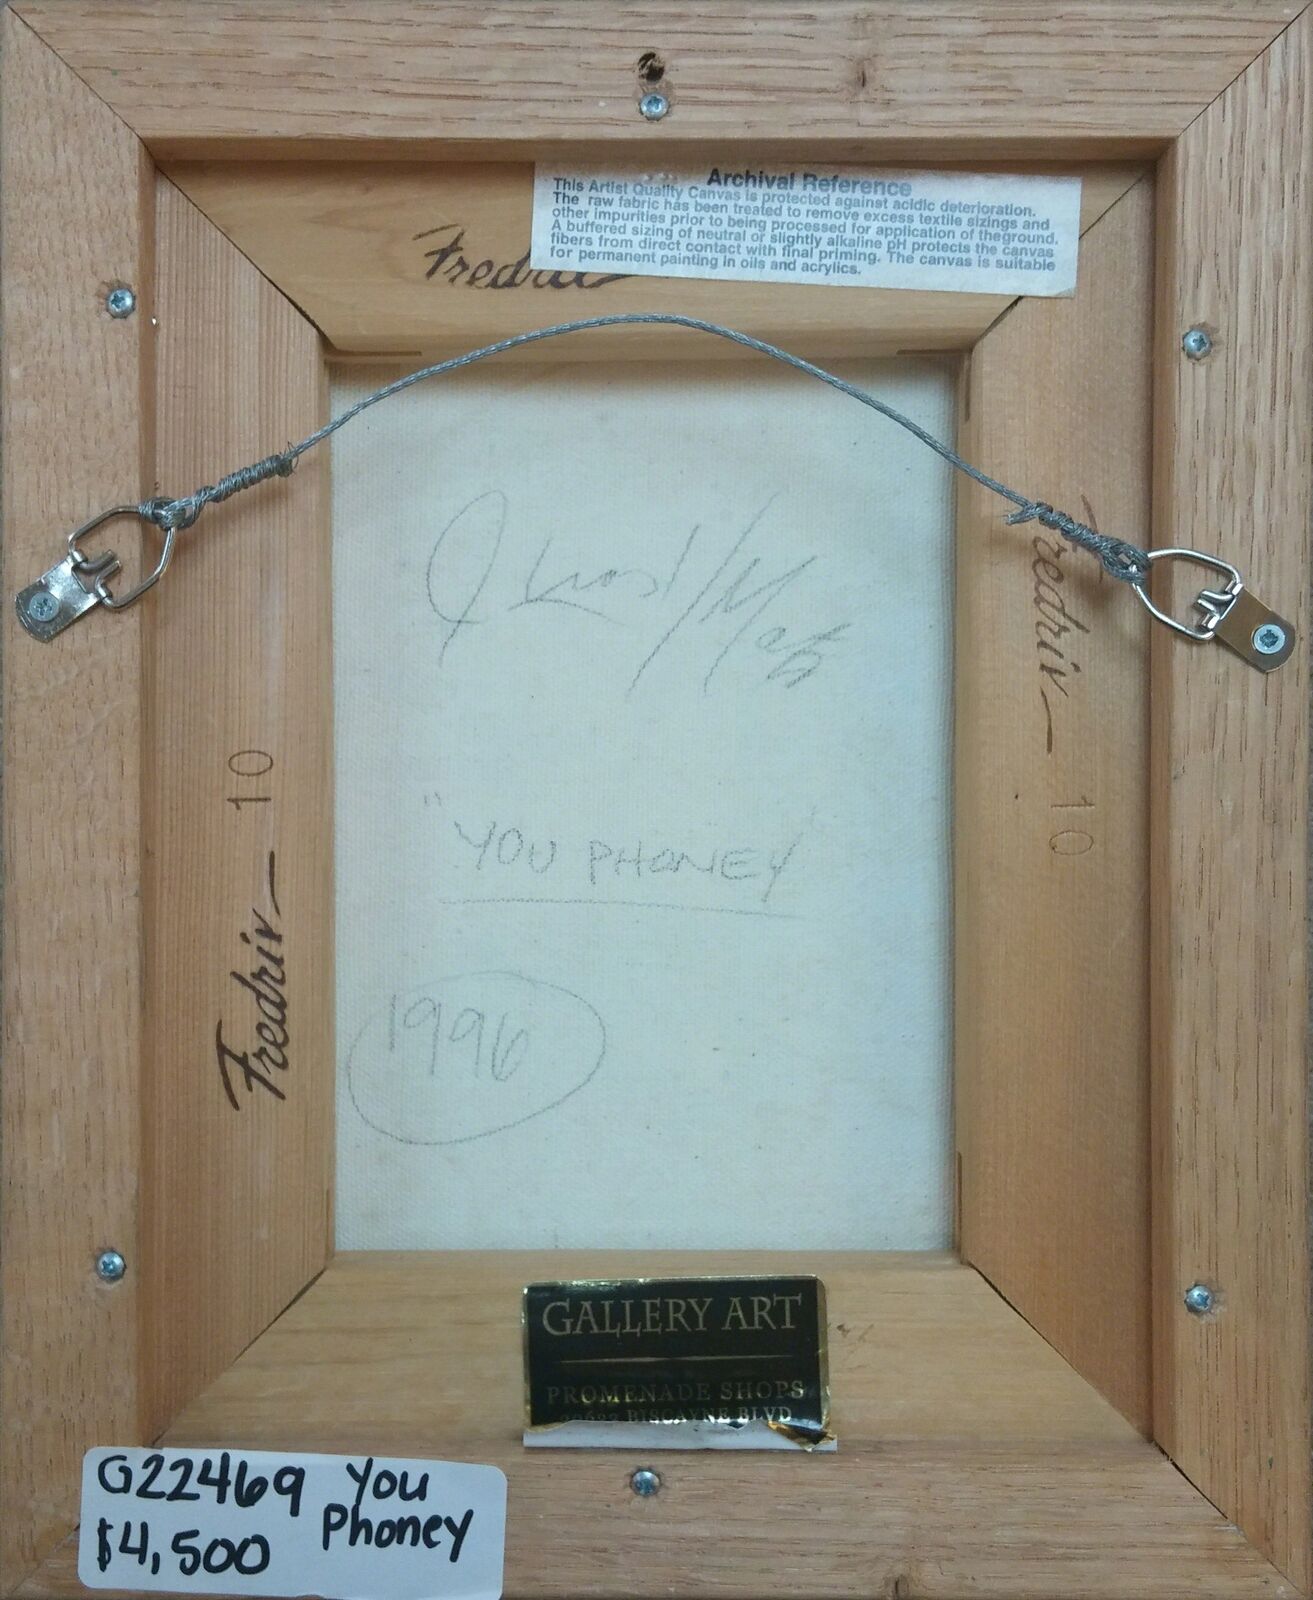 Archival Reference
This Artist Quality Canvas is protected against acidic deterioration.
The raw fabric has been treated to remove excess textile sizings and
other impurities prior to being processed for application of theground.
A buffered sizing of neutral or slightly alkaline pH protects the canvas
fibers from direct contact with final priming. The canvas is suitable
for permanent painting in oils and acrylics.
Fredrix
Fredrix
10
Fredrix
10
"YOU PHONEY"
1996
GALLERY ART
PROMENADE SHOPS
BISCAYNE BLVD
G22469 You
Phoney
$4,500